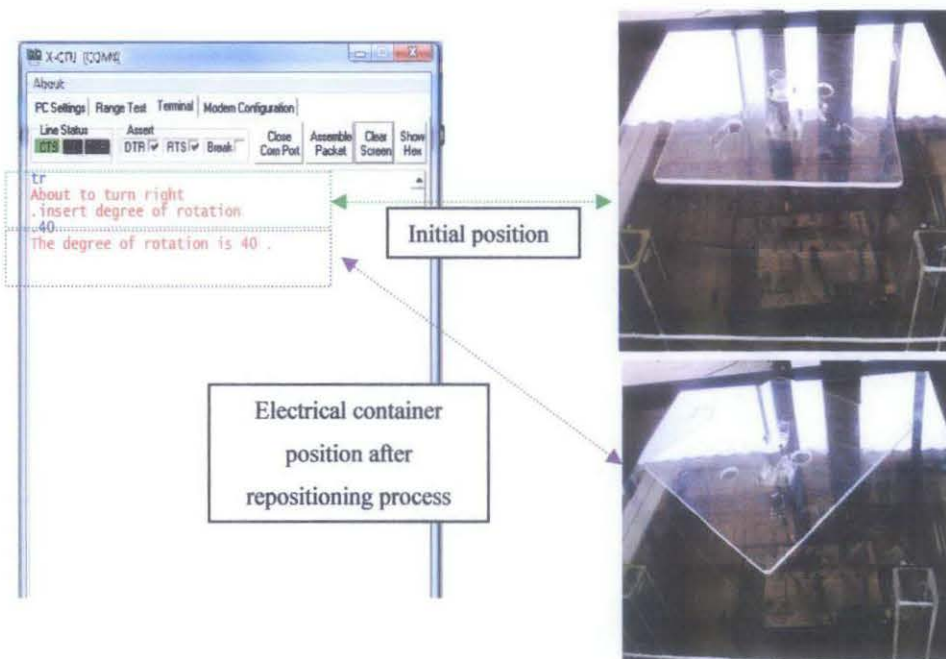 X-CTU [COM4]
About
PC Settings Range Test Terminal Modem Configuration
Line Status Assert
CTS
DTR RTS Break
Close Com Port
Assemble Packet
Clear Screen
Show Hex
tr
About to turn right
.insert degree of rotation
.40
The degree of rotation is 40 .
Initial position
Electrical container
position after
repositioning process